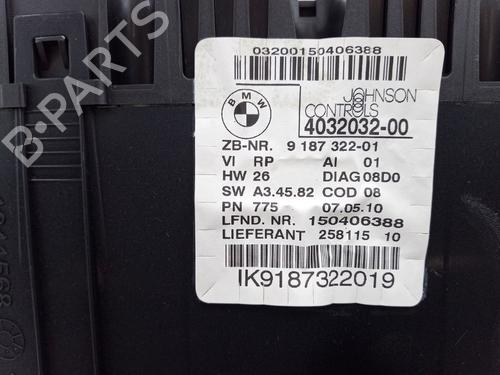 03200150406388
BMW
JOHNSON
CONTROLS
4032032-00
ZB-NR. 9 187 322-01
VI RP AI 01
HW 26 DIAG 08D0
SW A3.45.82 COD 08
PN 775 07.05.10
LFND. NR. 150406388
LIEFERANT 258115 10
IK9187322019
B-PARTS